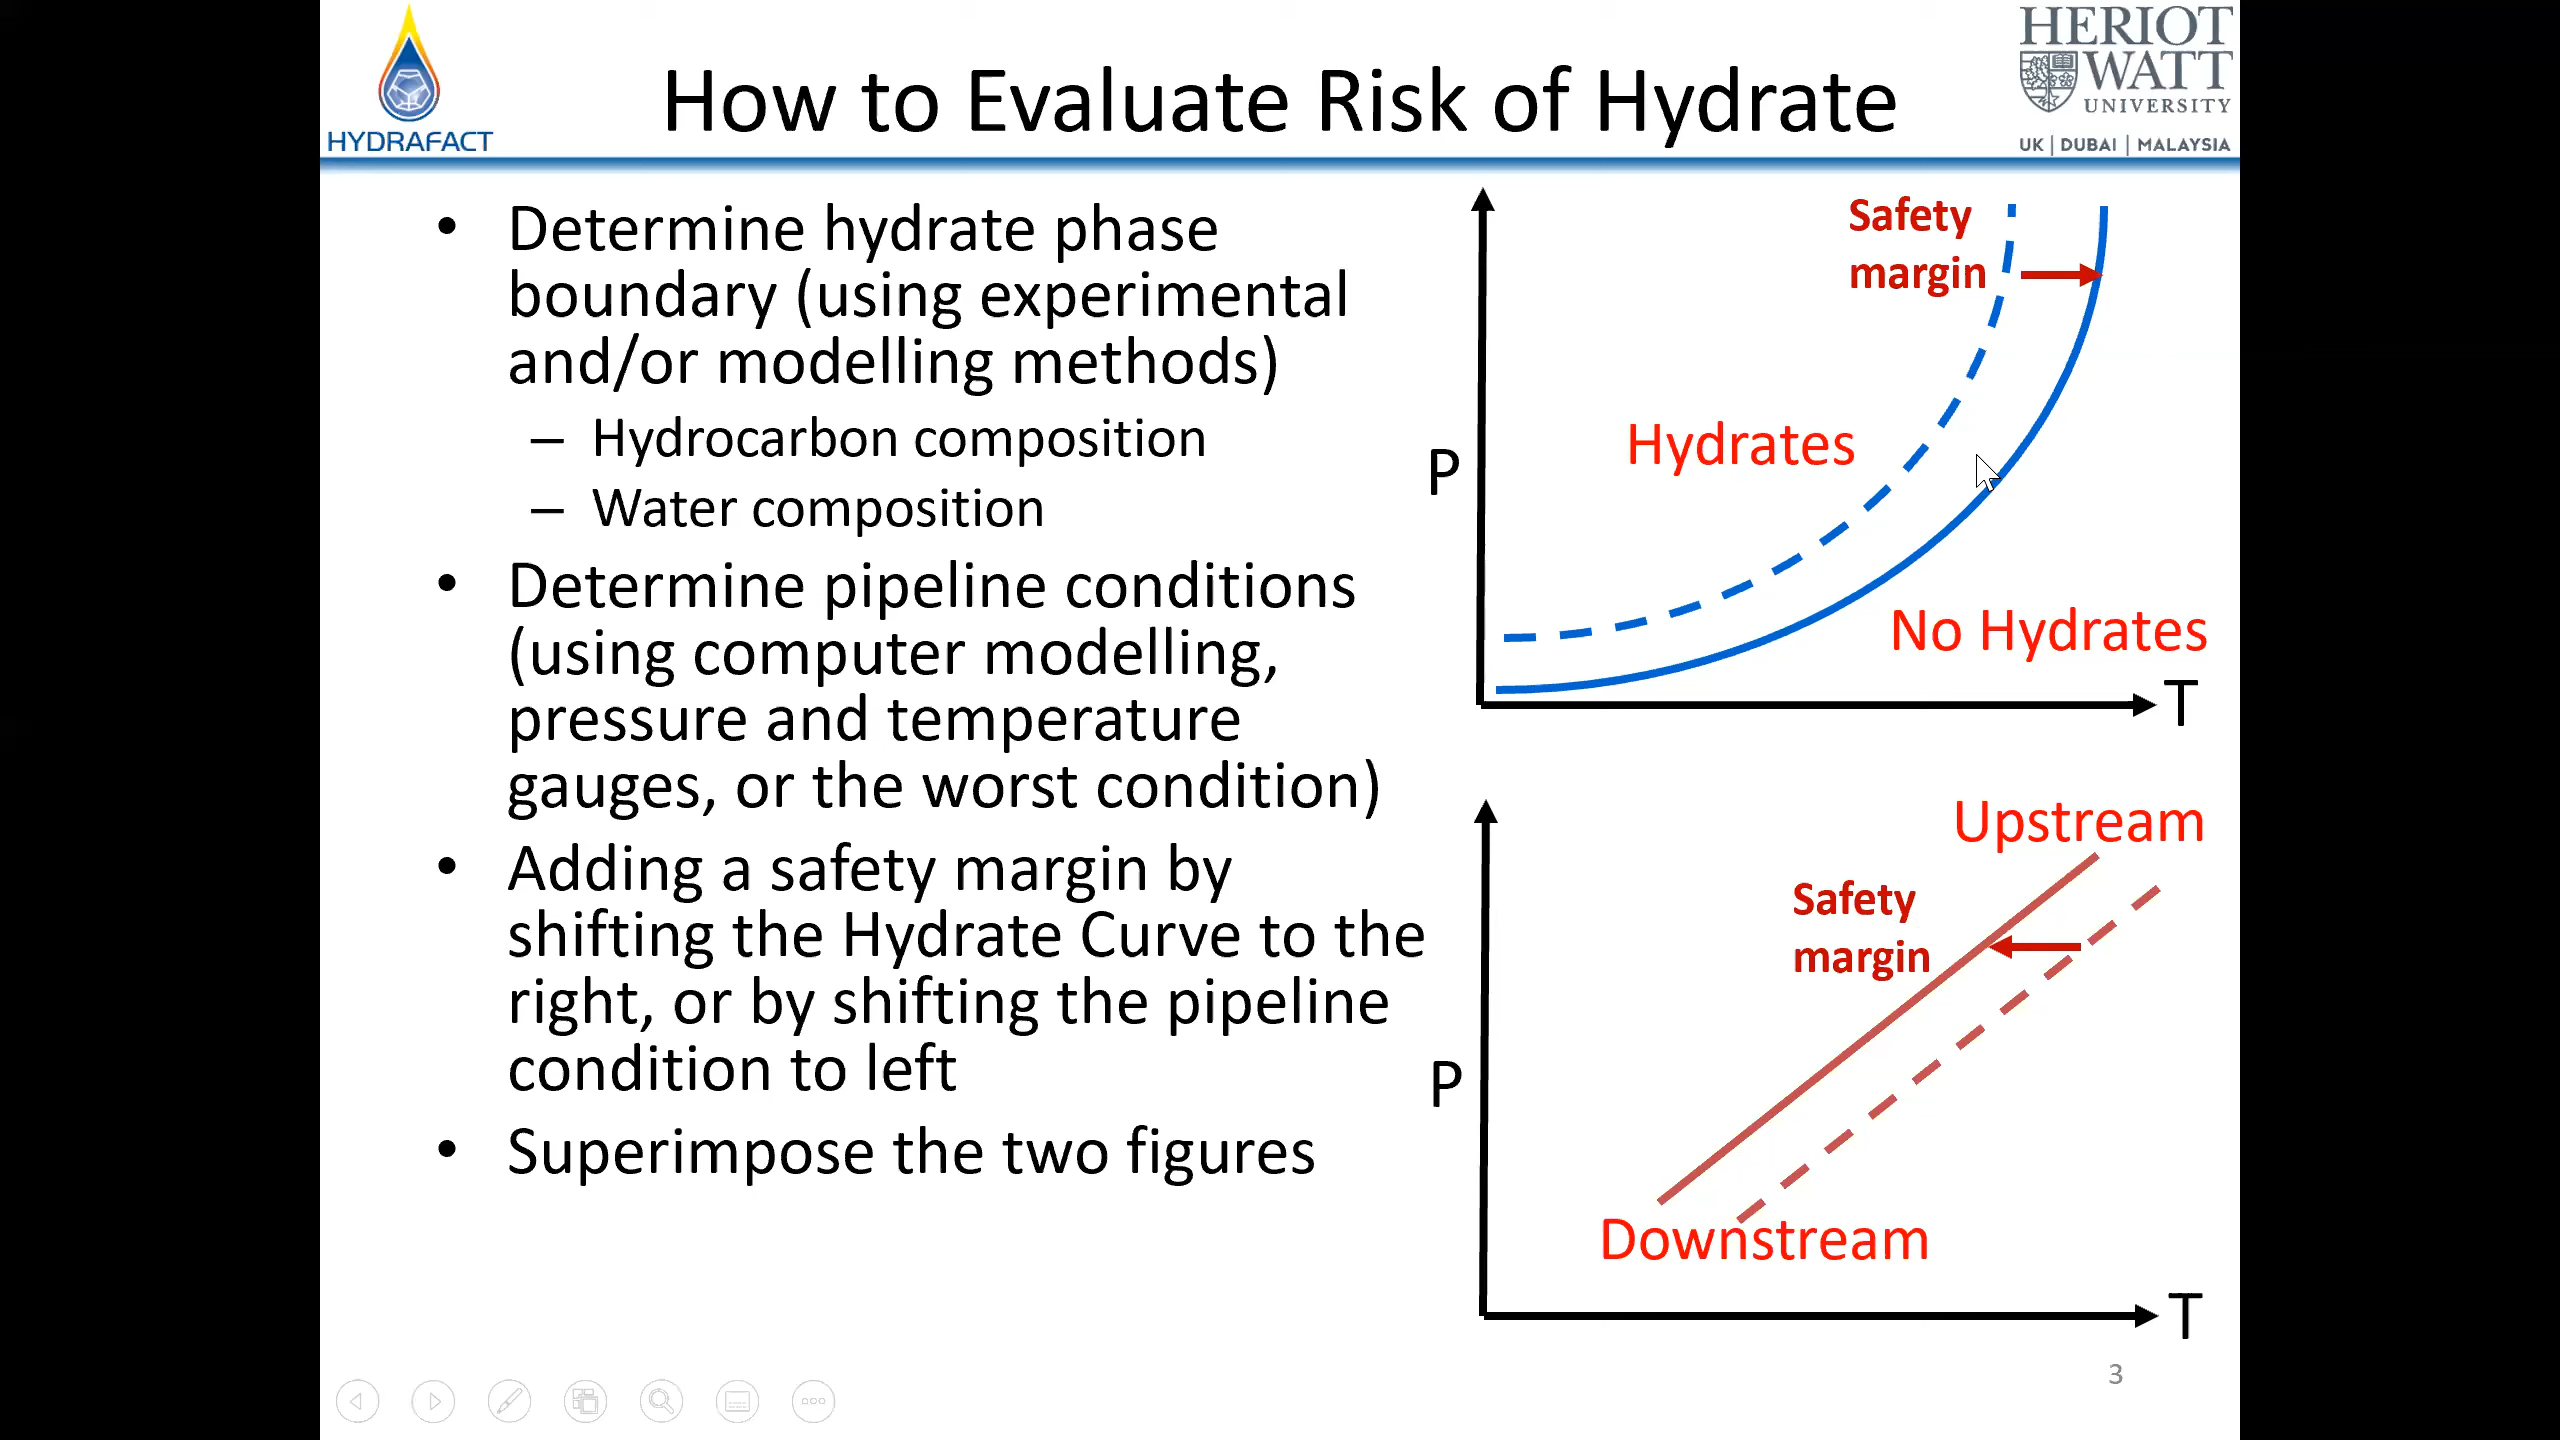 HYDRAFACT
How to Evaluate Risk of Hydrate
HERIOT
WATT
UNIVERSITY
UK | DUBAI | MALAYSIA
• Determine hydrate phase
boundary (using experimental
and/or modelling methods)
– Hydrocarbon composition
– Water composition
• Determine pipeline conditions
(using computer modelling,
pressure and temperature
gauges, or the worst condition)
• Adding a safety margin by
shifting the Hydrate Curve to the
right, or by shifting the pipeline
condition to left
• Superimpose the two figures
Safety
margin
Hydrates
P
No Hydrates
T
Upstream
Safety
margin
P
Downstream
T
3